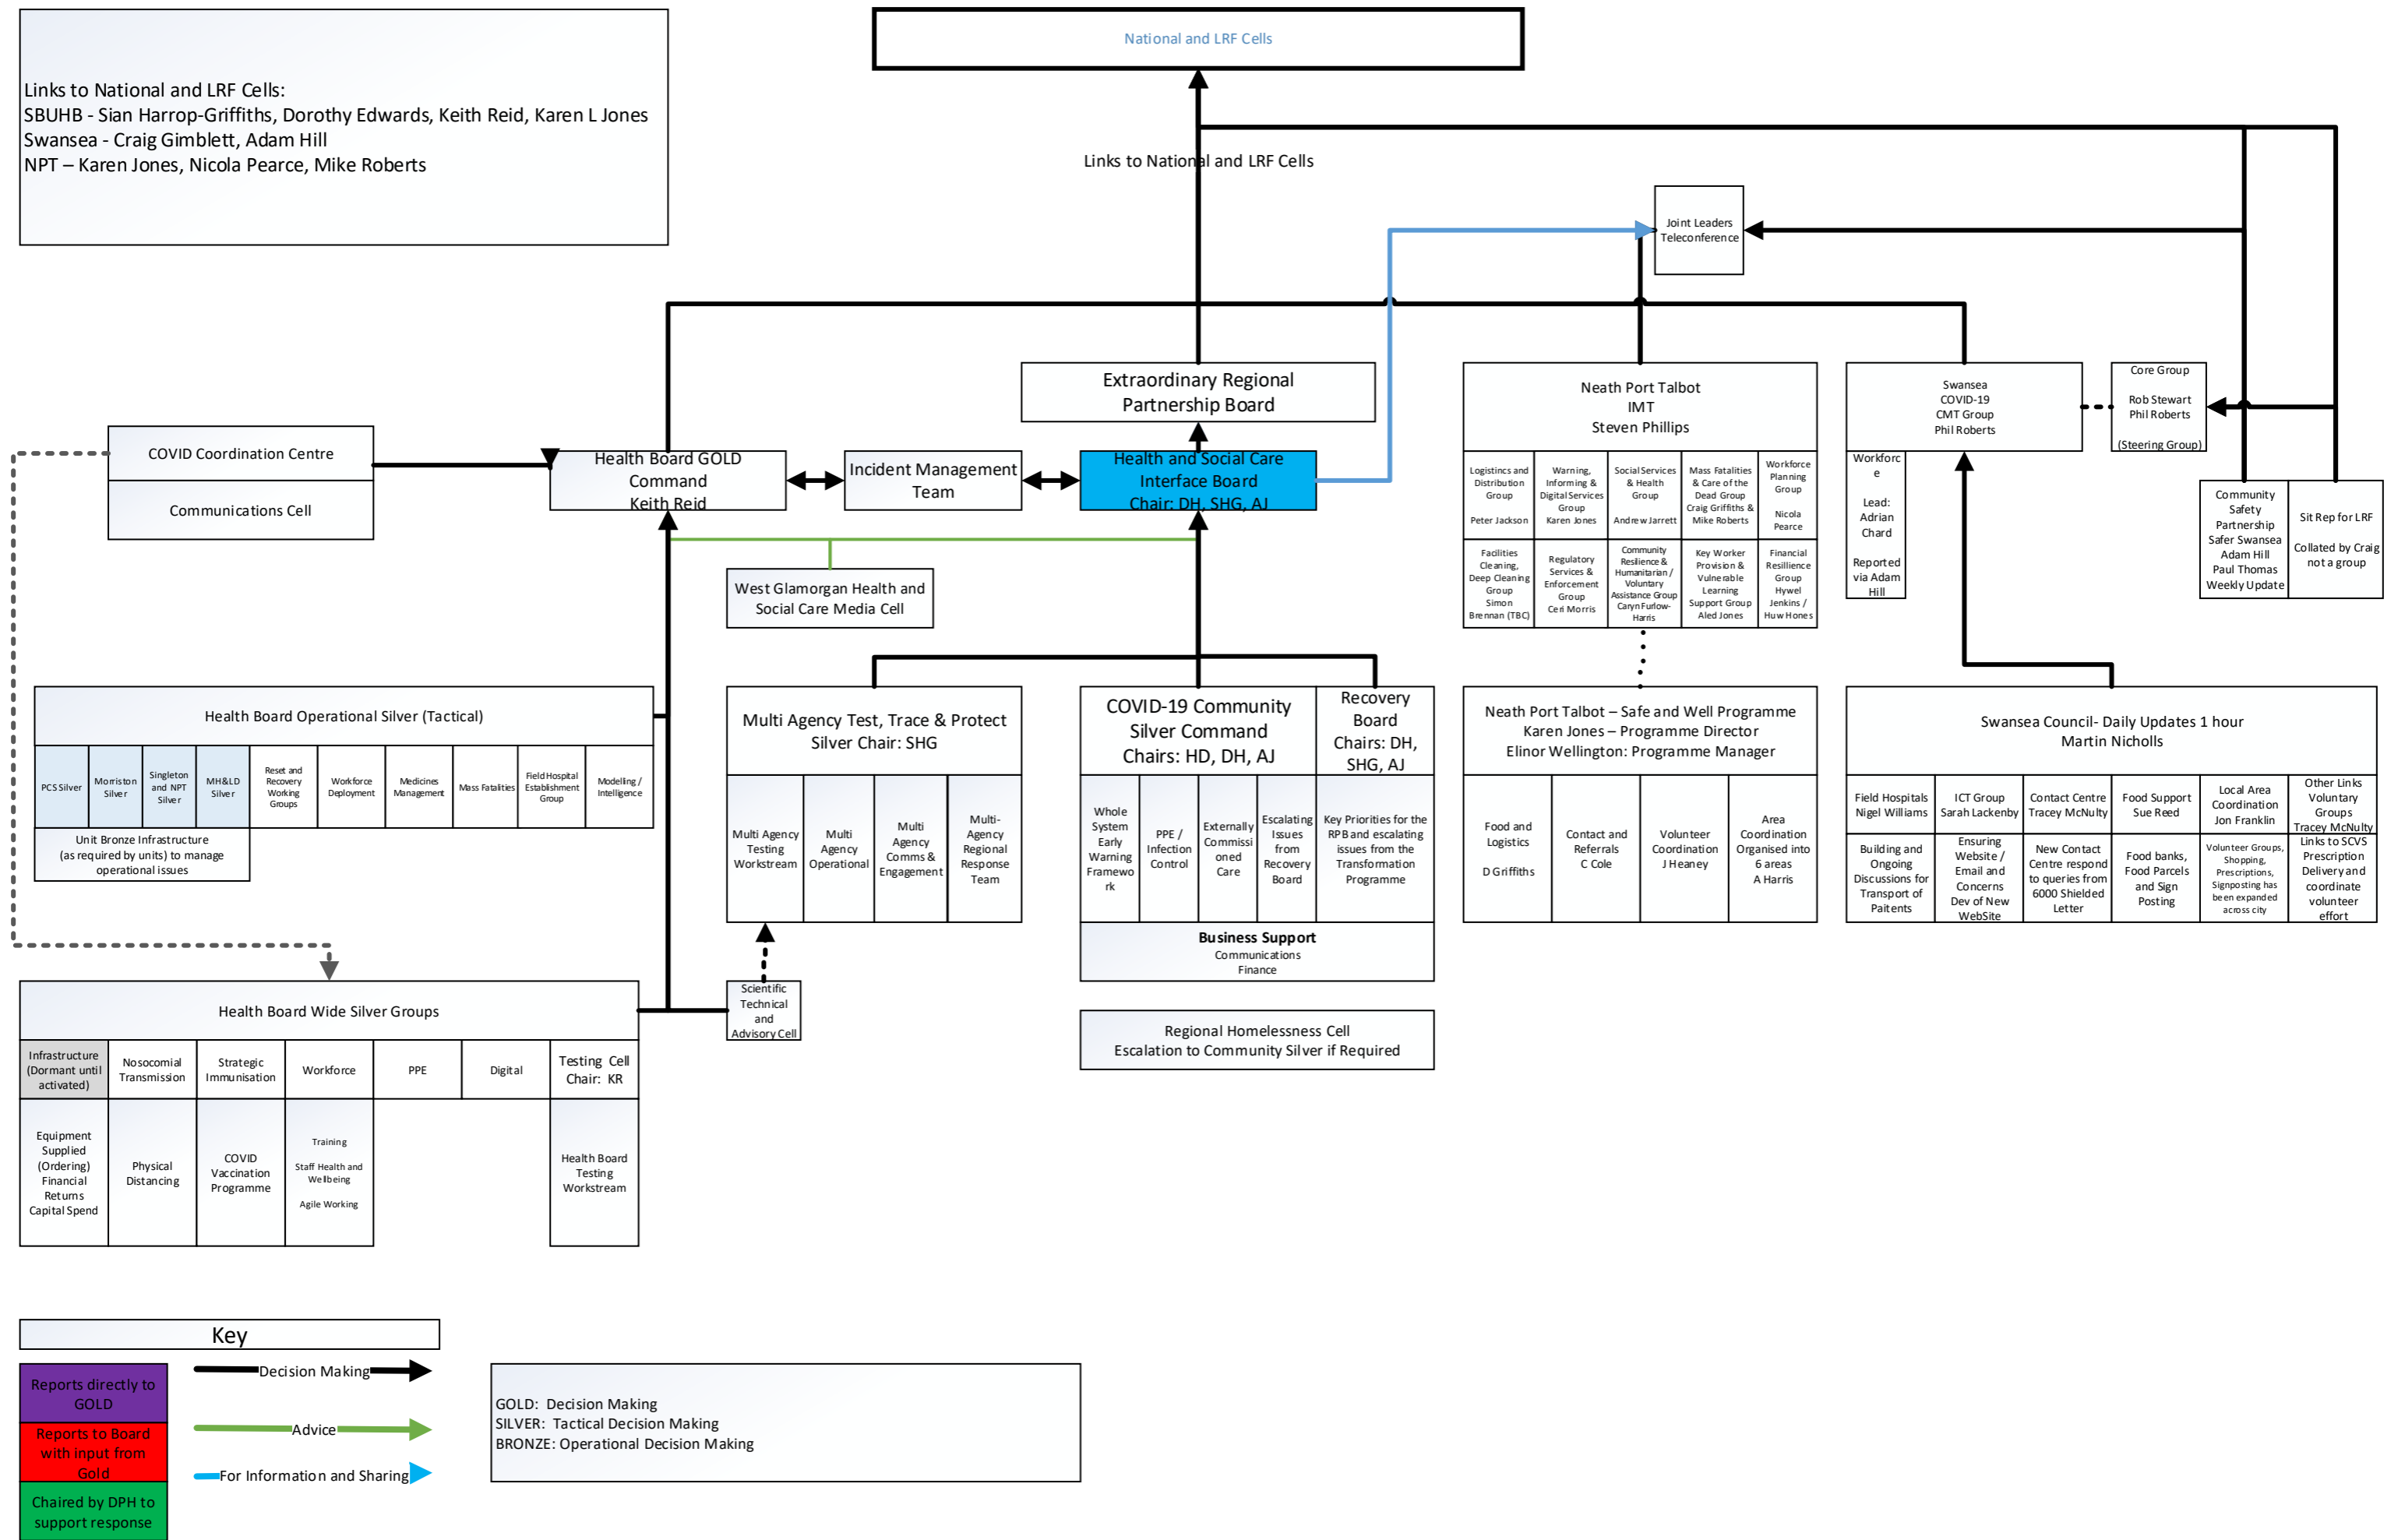 Links to National and LRF Cells:
SBUHB - Sian Harrop-Griffiths, Dorothy Edwards, Keith Reid, Karen L Jones
Swansea - Craig Gimblett, Adam Hill
NPT – Karen Jones, Nicola Pearce, Mike Roberts
National and LRF Cells
Links to National and LRF Cells
Joint Leaders
Teleconference
Extraordinary Regional
Partnership Board
Neath Port Talbot
IMT
Steven Phillips
Swansea
COVID-19
CMT Group
Phil Roberts
Core Group
Rob Stewart
Phil Roberts
(Steering Group)
COVID Coordination Centre
Communications Cell
Health Board GOLD
Command
Keith Reid
Incident Management
Team
Health and Social Care
Interface Board
Chair: DH, SHG, AJ
Logistincs and
Distribution
Group
Peter Jackson
Warning,
Informing &
Digital Services
Group
Karen Jones
Social Services
& Health
Group
Andrew Jarrett
Mass Fatalities
& Care of the
Dead Group
Craig Griffiths &
Mike Roberts
Workforce
Planning
Group
Nicola
Pearce
Facilities
Cleaning,
Deep Cleaning
Group
Simon
Brennan (TBC)
Regulatory
Services &
Enforcement
Group
Ceri Morris
Community
Resilience &
Humanitarian /
Voluntary
Assistance Group
Caryn Furlow-
Harris
Key Worker
Provision &
Vulnerable
Learning
Support Group
Aled Jones
Financial
Resillience
Group
Hywel
Jenkins /
Huw Hones
Workforc
e
Lead:
Adrian
Chard
Reported
via Adam
Hill
Community
Safety
Partnership
Safer Swansea
Adam Hill
Paul Thomas
Weekly Update
Sit Rep for LRF
Collated by Craig
not a group
West Glamorgan Health and
Social Care Media Cell
Health Board Operational Silver (Tactical)
PCS Silver
Morriston
Silver
Singleton
and NPT
Silver
MH&LD
Silver
Reset and
Recovery
Working
Groups
Workforce
Deployment
Medicines
Management
Mass Fatalities
Field Hospital
Establishment
Group
Modelling /
Intelligence
Unit Bronze Infrastructure
(as required by units) to manage
operational issues
Multi Agency Test, Trace & Protect
Silver Chair: SHG
Multi Agency
Testing
Workstream
Multi
Agency
Operational
Multi
Agency
Comms &
Engagement
Multi-
Agency
Regional
Response
Team
COVID-19 Community
Silver Command
Chairs: HD, DH, AJ
Recovery
Board
Chairs: DH,
SHG, AJ
Whole
System
Early
Warning
Framewo
rk
PPE /
Infection
Control
Externally
Commissi
oned
Care
Escalating
Issues
from
Recovery
Board
Key Priorities for the
RPB and escalating
issues from the
Transformation
Programme
Business Support
Communications
Finance
Neath Port Talbot – Safe and Well Programme
Karen Jones – Programme Director
Elinor Wellington: Programme Manager
Food and
Logistics
D Griffiths
Contact and
Referrals
C Cole
Volunteer
Coordination
J Heaney
Area
Coordination
Organised into
6 areas
A Harris
Swansea Council- Daily Updates 1 hour
Martin Nicholls
Field Hospitals
Nigel Williams
ICT Group
Sarah Lackenby
Contact Centre
Tracey McNulty
Food Support
Sue Reed
Local Area
Coordination
Jon Franklin
Other Links
Voluntary
Groups
Tracey McNulty
Building and
Ongoing
Discussions for
Transport of
Paitents
Ensuring
Website /
Email and
Concerns
Dev of New
WebSite
New Contact
Centre respond
to queries from
6000 Shielded
Letter
Food banks,
Food Parcels
and Sign
Posting
Volunteer Groups,
Shopping,
Prescriptions,
Signposting has
been expanded
across city
Links to SCVS
Prescription
Delivery and
coordinate
volunteer
effort
Health Board Wide Silver Groups
Scientific
Technical
and
Advisory Cell
Regional Homelessness Cell
Escalation to Community Silver if Required
Infrastructure
(Dormant until
activated)
Nosocomial
Transmission
Strategic
Immunisation
Workforce
PPE
Digital
Testing Cell
Chair: KR
Equipment
Supplied
(Ordering)
Financial
Returns
Capital Spend
Physical
Distancing
COVID
Vaccination
Programme
Training
Staff Health and
Wellbeing
Agile Working
Health Board
Testing
Workstream
Key
Reports directly to
GOLD
Reports to Board
with input from
Gold
Chaired by DPH to
support response
Decision Making
Advice
For Information and Sharing
GOLD: Decision Making
SILVER: Tactical Decision Making
BRONZE: Operational Decision Making